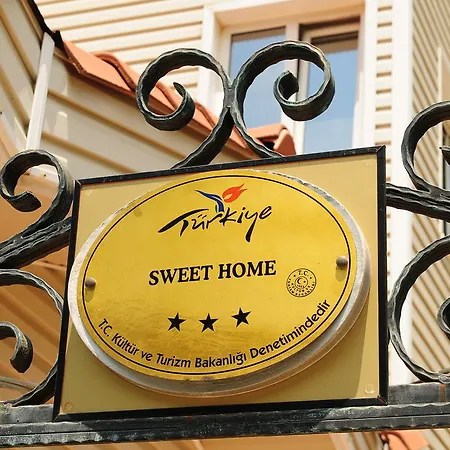 Türkiye
SWEET HOME
T.C.
T.C. Kültür ve Turizm Bakanlığı Denetimindedir